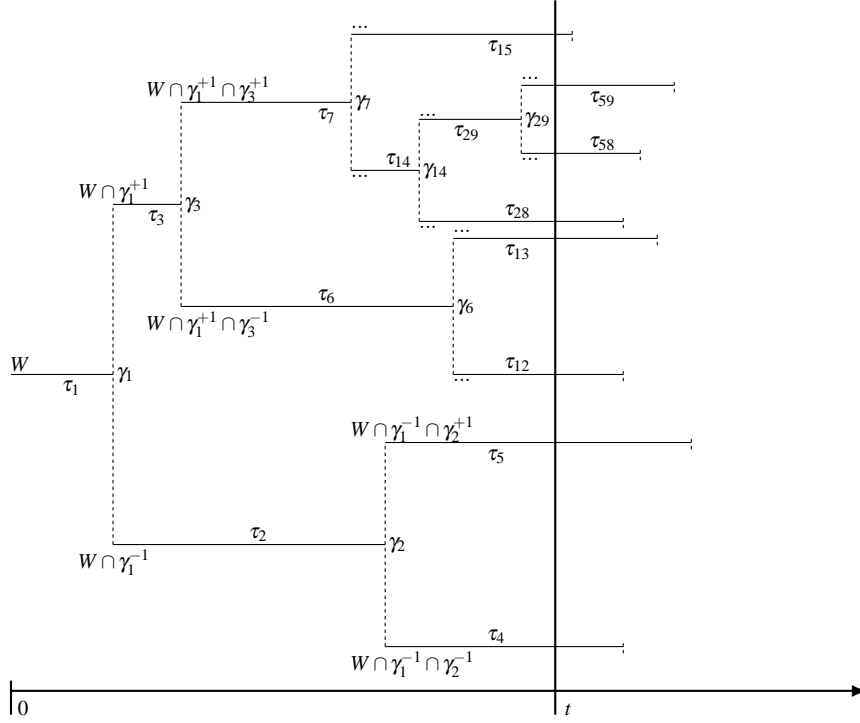 ...
τ₁₅
W ∩ γ₁⁺¹ ∩ γ₃⁺¹
...
τ₅₉
τ₇
γ₇
...
τ₂₉
γ₂₉
τ₅₈
τ₁₄
γ₁₄
...
...
W ∩ γ₁⁺¹
τ₃
γ₃
τ₂₈
...
...
τ₁₃
τ₆
γ₆
W ∩ γ₁⁺¹ ∩ γ₃⁻¹
W
τ₁
γ₁
τ₁₂
...
W ∩ γ₁⁻¹ ∩ γ₂⁺¹
τ₅
τ₂
γ₂
W ∩ γ₁⁻¹
τ₄
W ∩ γ₁⁻¹ ∩ γ₂⁻¹
0
t